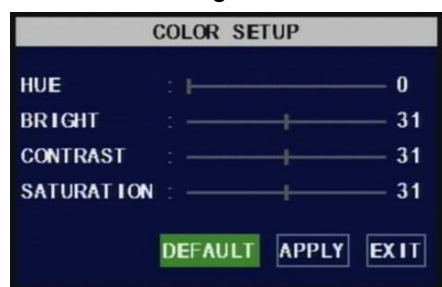 COLOR SETUP
HUE : 0
BRIGHT : 31
CONTRAST : 31
SATURATION : 31
DEFAULT APPLY EXIT